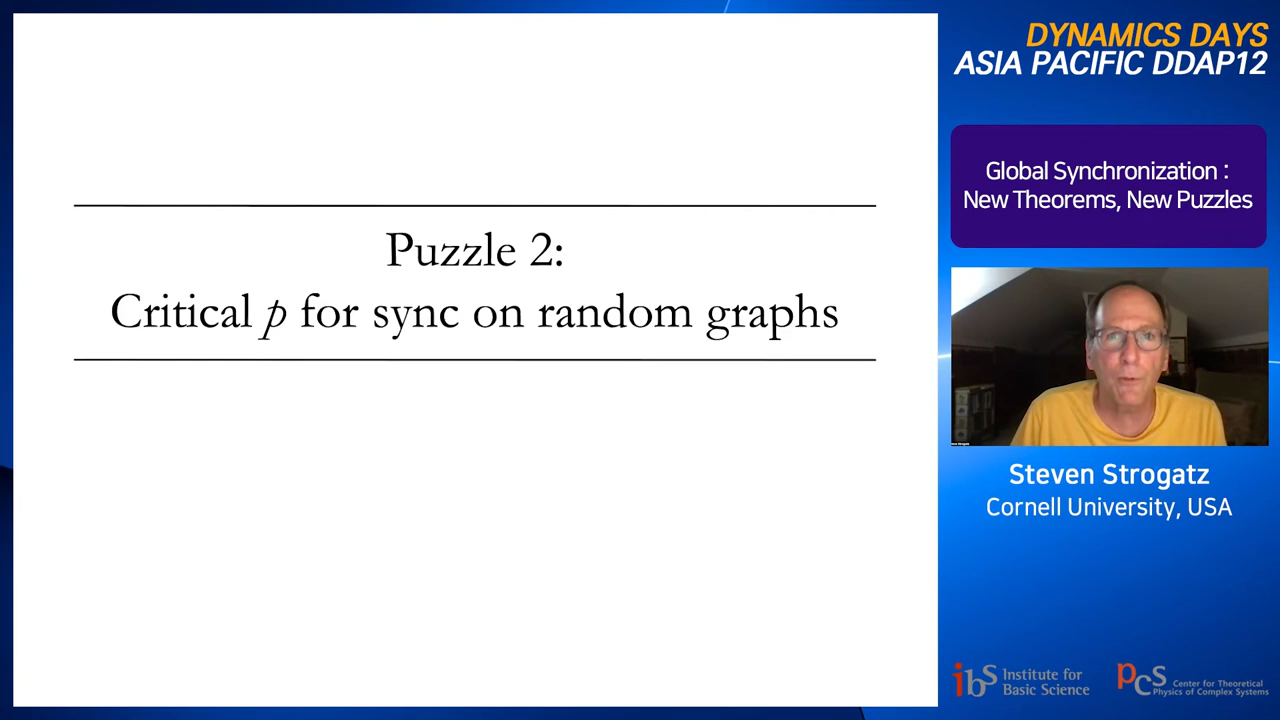 Puzzle 2:
Critical p for sync on random graphs
DYNAMICS DAYS
ASIA PACIFIC DDAP12
Global Synchronization :
New Theorems, New Puzzles
Steven Strogatz
Cornell University, USA
ibS Institute for
Basic Science
PCS Center for Theoretical
Physics of Complex Systems